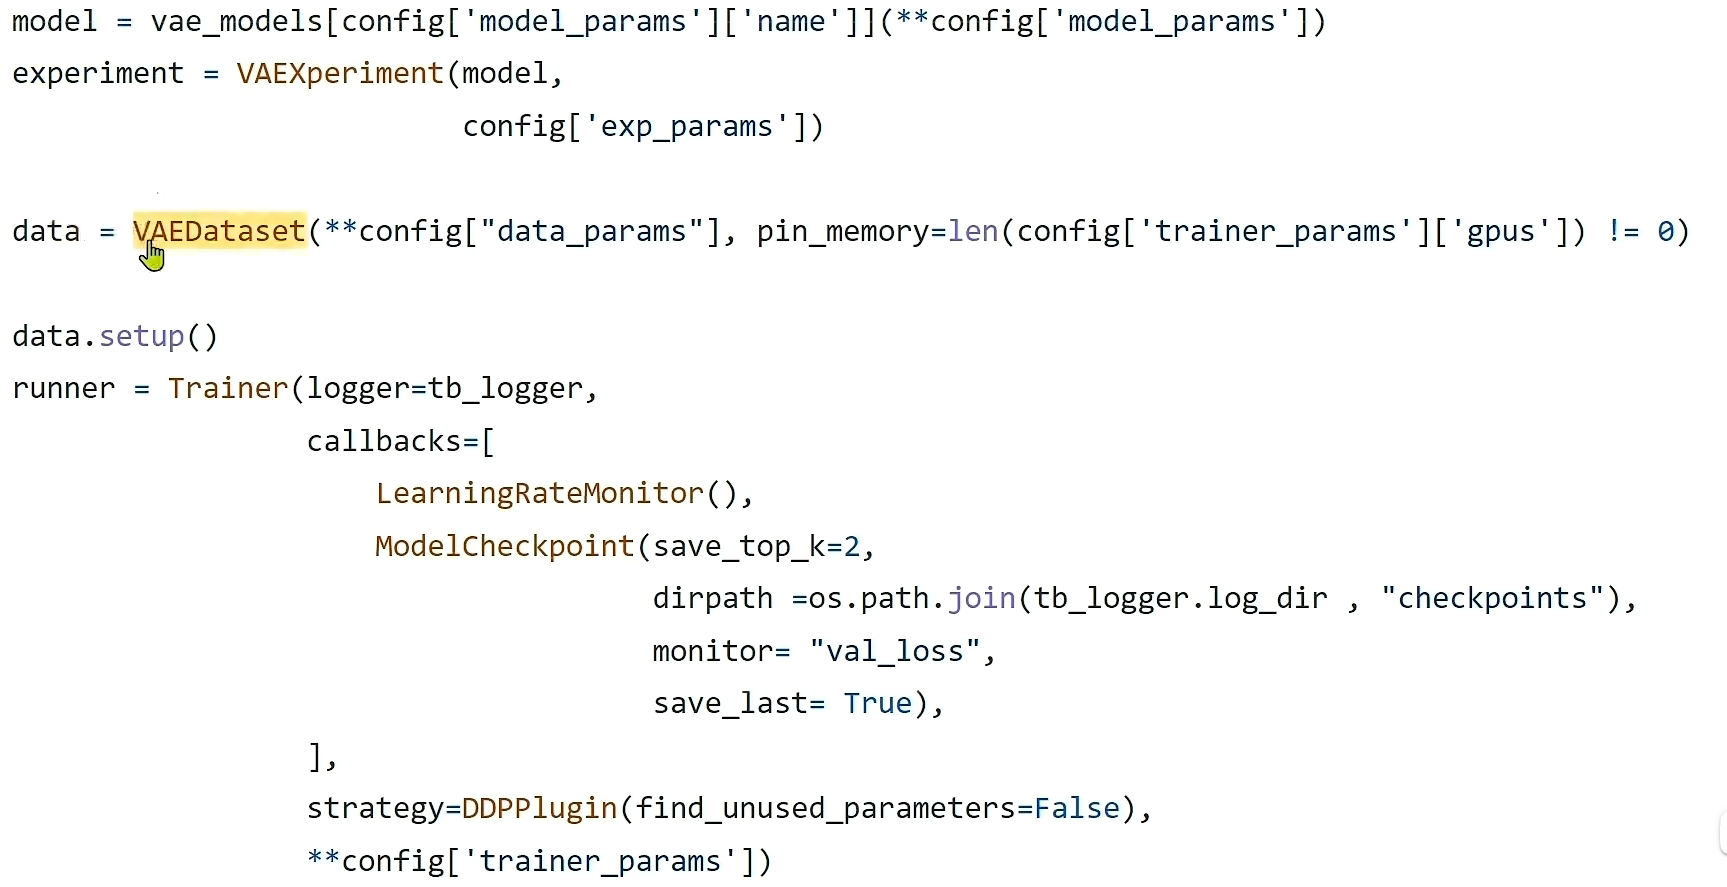 model = vae_models[config['model_params']['name']](**config['model_params'])
experiment = VAEXperiment(model,
config['exp_params'])
data = VAEDataset(**config["data_params"], pin_memory=len(config['trainer_params']['gpus']) != 0)
data.setup()
runner = Trainer(logger=tb_logger,
callbacks=[
LearningRateMonitor(),
ModelCheckpoint(save_top_k=2,
dirpath =os.path.join(tb_logger.log_dir , "checkpoints"),
monitor= "val_loss",
save_last= True),
],
strategy=DDPPlugin(find_unused_parameters=False),
**config['trainer_params'])